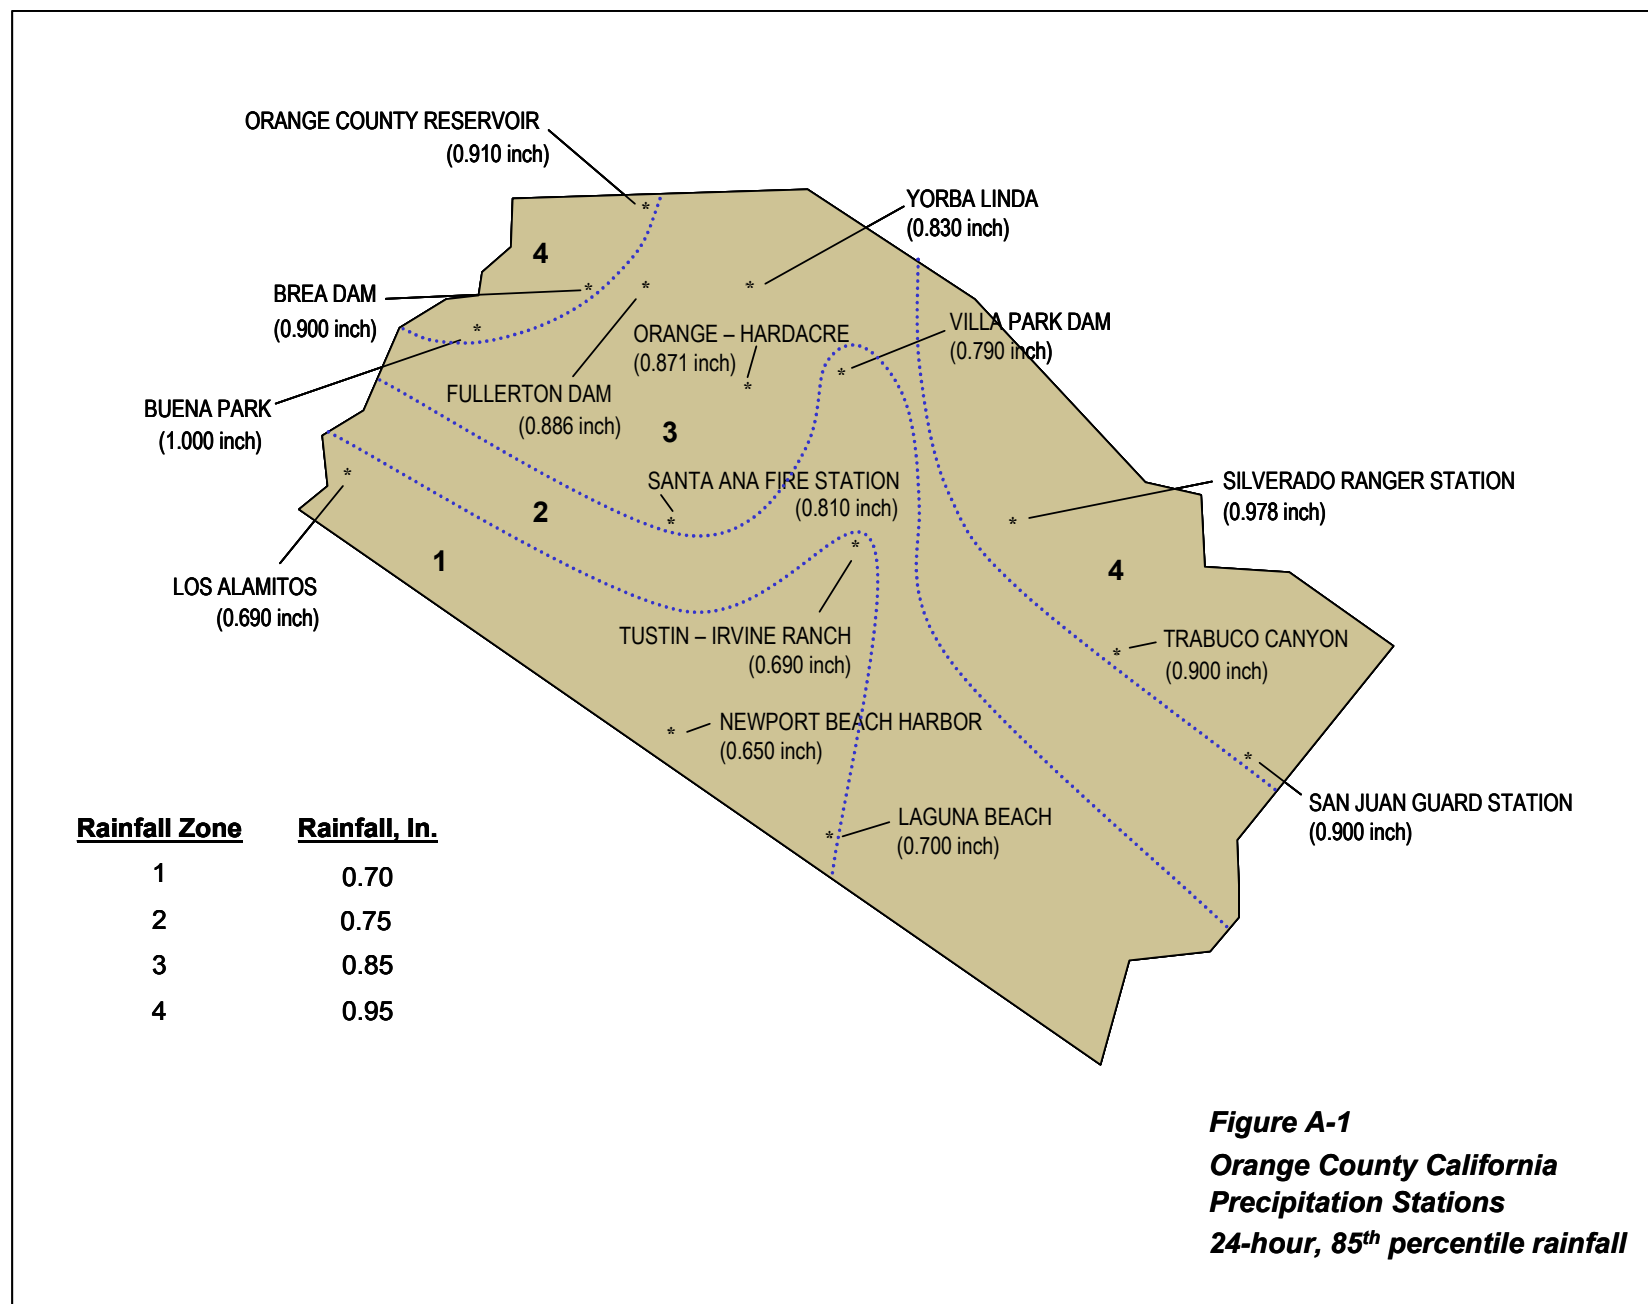 ORANGE COUNTY RESERVOIR
(0.910 inch)
YORBA LINDA
(0.830 inch)
4
BREA DAM
(0.900 inch)
ORANGE – HARDACRE
(0.871 inch)
VILLA PARK DAM
(0.790 inch)
FULLERTON DAM
(0.886 inch)
BUENA PARK
(1.000 inch)
3
SANTA ANA FIRE STATION
(0.810 inch)
SILVERADO RANGER STATION
(0.978 inch)
2
1
4
LOS ALAMITOS
(0.690 inch)
TUSTIN – IRVINE RANCH
(0.690 inch)
TRABUCO CANYON
(0.900 inch)
NEWPORT BEACH HARBOR
(0.650 inch)
SAN JUAN GUARD STATION
(0.900 inch)
LAGUNA BEACH
(0.700 inch)
Rainfall Zone Rainfall, In.
1 0.70
2 0.75
3 0.85
4 0.95
Figure A-1
Orange County California
Precipitation Stations
24-hour, 85th percentile rainfall